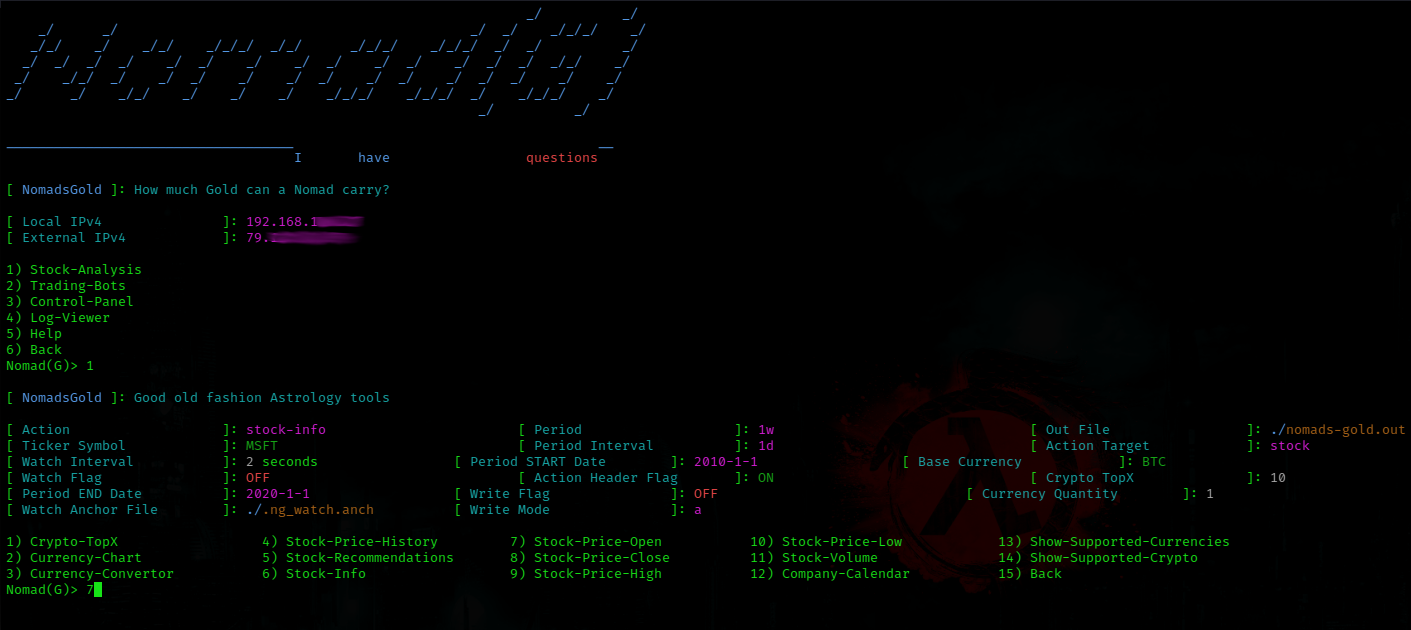 Nomad(G)
I have questions
[ NomadsGold ]: How much Gold can a Nomad carry?
[ Local IPv4 ]: 192.168.1
[ External IPv4 ]: 79.
1) Stock-Analysis
2) Trading-Bots
3) Control-Panel
4) Log-Viewer
5) Help
6) Back
Nomad(G)> 1
[ NomadsGold ]: Good old fashion Astrology tools
[ Action ]: stock-info [ Period ]: 1w [ Out File ]: ./nomads-gold.out
[ Ticker Symbol ]: MSFT [ Period Interval ]: 1d [ Action Target ]: stock
[ Watch Interval ]: 2 seconds [ Period START Date ]: 2010-1-1 [ Base Currency ]: BTC
[ Watch Flag ]: OFF [ Action Header Flag ]: ON [ Crypto TopX ]: 10
[ Period END Date ]: 2020-1-1 [ Write Flag ]: OFF [ Currency Quantity ]: 1
[ Watch Anchor File ]: ./.ng_watch.anch [ Write Mode ]: a
1) Crypto-TopX 4) Stock-Price-History 7) Stock-Price-Open 10) Stock-Price-Low 13) Show-Supported-Currencies
2) Currency-Chart 5) Stock-Recommendations 8) Stock-Price-Close 11) Stock-Volume 14) Show-Supported-Crypto
3) Currency-Convertor 6) Stock-Info 9) Stock-Price-High 12) Company-Calendar 15) Back
Nomad(G)> 7